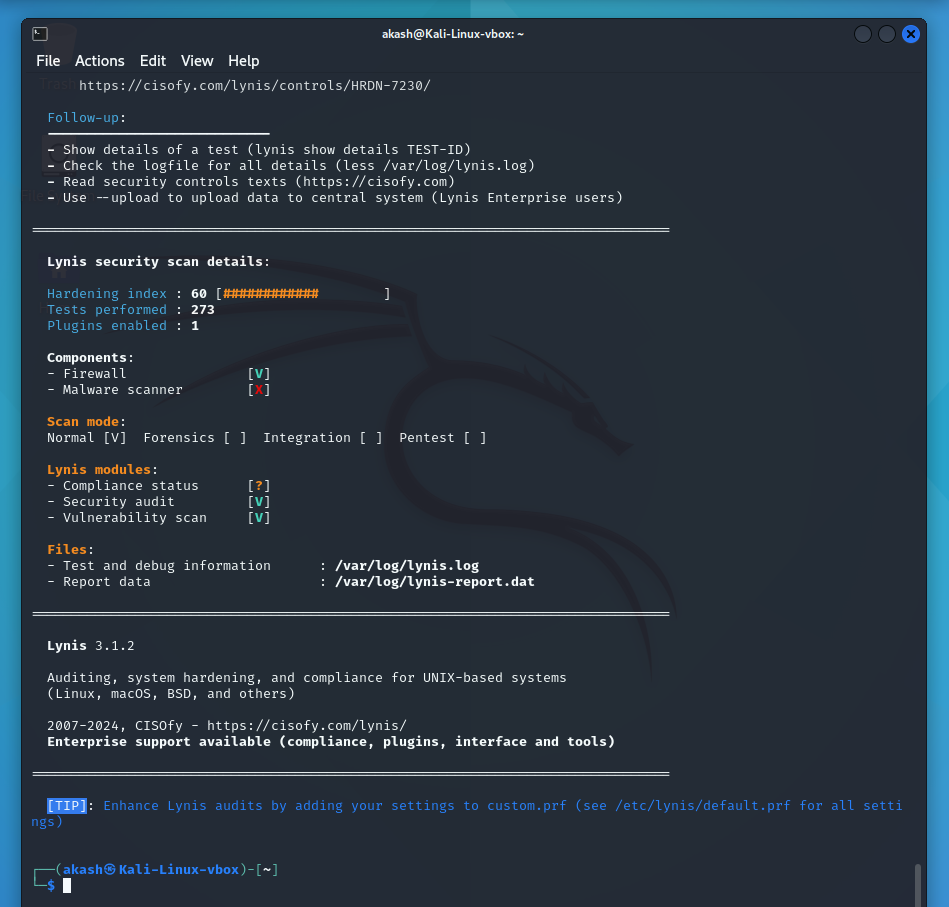 akash@Kali-Linux-vbox: ~
File Actions Edit View Help
https://cisofy.com/lynis/controls/HRDN-7230/
Follow-up:
----------------------------
- Show details of a test (lynis show details TEST-ID)
- Check the logfile for all details (less /var/log/lynis.log)
- Read security controls texts (https://cisofy.com)
- Use --upload to upload data to central system (Lynis Enterprise users)
================================================================================
Lynis security scan details:
Hardening index : 60 [############        ]
Tests performed : 273
Plugins enabled : 1
Components:
- Firewall               [V]
- Malware scanner        [X]
Scan mode:
Normal [V]  Forensics [ ]  Integration [ ]  Pentest [ ]
Lynis modules:
- Compliance status      [?]
- Security audit         [V]
- Vulnerability scan     [V]
Files:
- Test and debug information      : /var/log/lynis.log
- Report data                     : /var/log/lynis-report.dat
================================================================================
Lynis 3.1.2
Auditing, system hardening, and compliance for UNIX-based systems
(Linux, macOS, BSD, and others)
2007-2024, CISOfy - https://cisofy.com/lynis/
Enterprise support available (compliance, plugins, interface and tools)
================================================================================
[TIP]: Enhance Lynis audits by adding your settings to custom.prf (see /etc/lynis/default.prf for all setti
ngs)
┌──(akash㉿Kali-Linux-vbox)-[~]
└─$